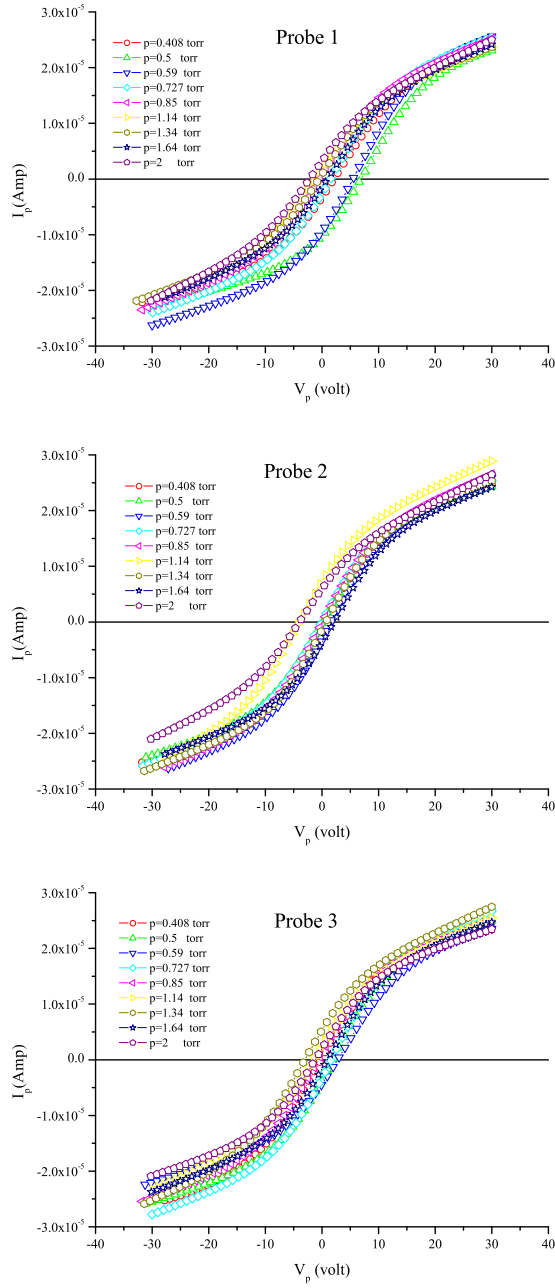 Probe 1
p=0.408 torr
p=0.5 torr
p=0.59 torr
p=0.727 torr
p=0.85 torr
p=1.14 torr
p=1.34 torr
p=1.64 torr
p=2 torr
3.0x10⁻⁵
2.0x10⁻⁵
1.0x10⁻⁵
0.0
-1.0x10⁻⁵
-2.0x10⁻⁵
-3.0x10⁻⁵
I_p(Amp)
-40 -30 -20 -10 0 10 20 30 40
V_p (volt)
Probe 2
p=0.408 torr
p=0.5 torr
p=0.59 torr
p=0.727 torr
p=0.85 torr
p=1.14 torr
p=1.34 torr
p=1.64 torr
p=2 torr
3.0x10⁻⁵
2.0x10⁻⁵
1.0x10⁻⁵
0.0
-1.0x10⁻⁵
-2.0x10⁻⁵
-3.0x10⁻⁵
I_p(Amp)
-40 -30 -20 -10 0 10 20 30 40
V_p (volt)
Probe 3
p=0.408 torr
p=0.5 torr
p=0.59 torr
p=0.727 torr
p=0.85 torr
p=1.14 torr
p=1.34 torr
p=1.64 torr
p=2 torr
3.0x10⁻⁵
2.0x10⁻⁵
1.0x10⁻⁵
0.0
-1.0x10⁻⁵
-2.0x10⁻⁵
-3.0x10⁻⁵
I_p(Amp)
-40 -30 -20 -10 0 10 20 30 40
V_p (volt)